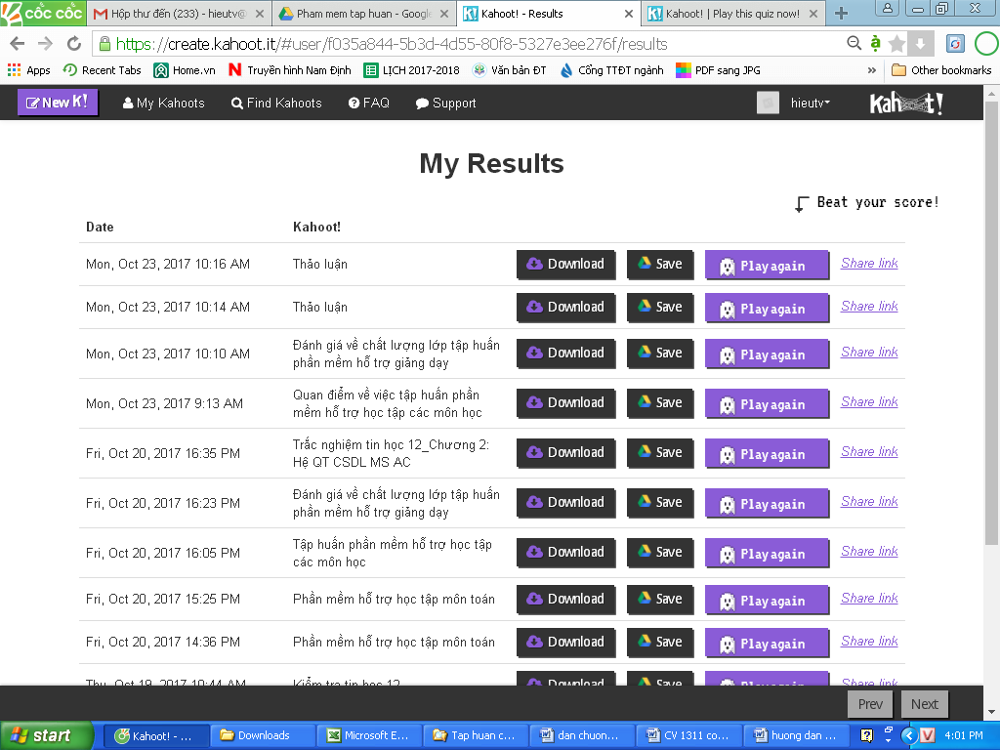 cốc cốc
Hộp thư đến (233) - hieutv@
Pham mem tap huan - Google
Kahoot! - Results
Kahoot! | Play this quiz now!
https://create.kahoot.it/#user/f035a844-5b3d-4d55-80f8-5327e3ee276f/results
Apps
Recent Tabs
Home.vn
Truyền hình Nam Định
LICH 2017-2018
Văn bản ĐT
Cổng TTĐT ngành
PDF sang JPG
»
Other bookmarks
New K!
My Kahoots
Find Kahoots
FAQ
Support
hieutv
Kahoot!
My Results
Beat your score!
Date Kahoot!
Mon, Oct 23, 2017 10:16 AM Thảo luận Download Save Play again Share link
Mon, Oct 23, 2017 10:14 AM Thảo luận Download Save Play again Share link
Mon, Oct 23, 2017 10:10 AM Đánh giá về chất lượng lớp tập huấn Download Save Play again Share link
phần mềm hỗ trợ giảng dạy
Mon, Oct 23, 2017 9:13 AM Quan điểm về việc tập huấn phần Download Save Play again Share link
mềm hỗ trợ học tập các môn học
Fri, Oct 20, 2017 16:35 PM Trắc nghiệm tin học 12_Chương 2: Download Save Play again Share link
Hệ QT CSDL MS AC
Fri, Oct 20, 2017 16:23 PM Đánh giá về chất lượng lớp tập huấn Download Save Play again Share link
phần mềm hỗ trợ giảng dạy
Fri, Oct 20, 2017 16:05 PM Tập huấn phần mềm hỗ trợ học tập Download Save Play again Share link
các môn học
Fri, Oct 20, 2017 15:25 PM Phần mềm hỗ trợ học tập môn toán Download Save Play again Share link
Fri, Oct 20, 2017 14:36 PM Phần mềm hỗ trợ học tập môn toán Download Save Play again Share link
Thu, Oct 19, 2017 10:44 AM Kiểm tra tin học 12 Download Save Play again Share link
Prev Next
start
Kahoot! - ...
Downloads
Microsoft E...
Tap huan c...
dan chuon...
CV 1311 co...
huong dan
4:01 PM